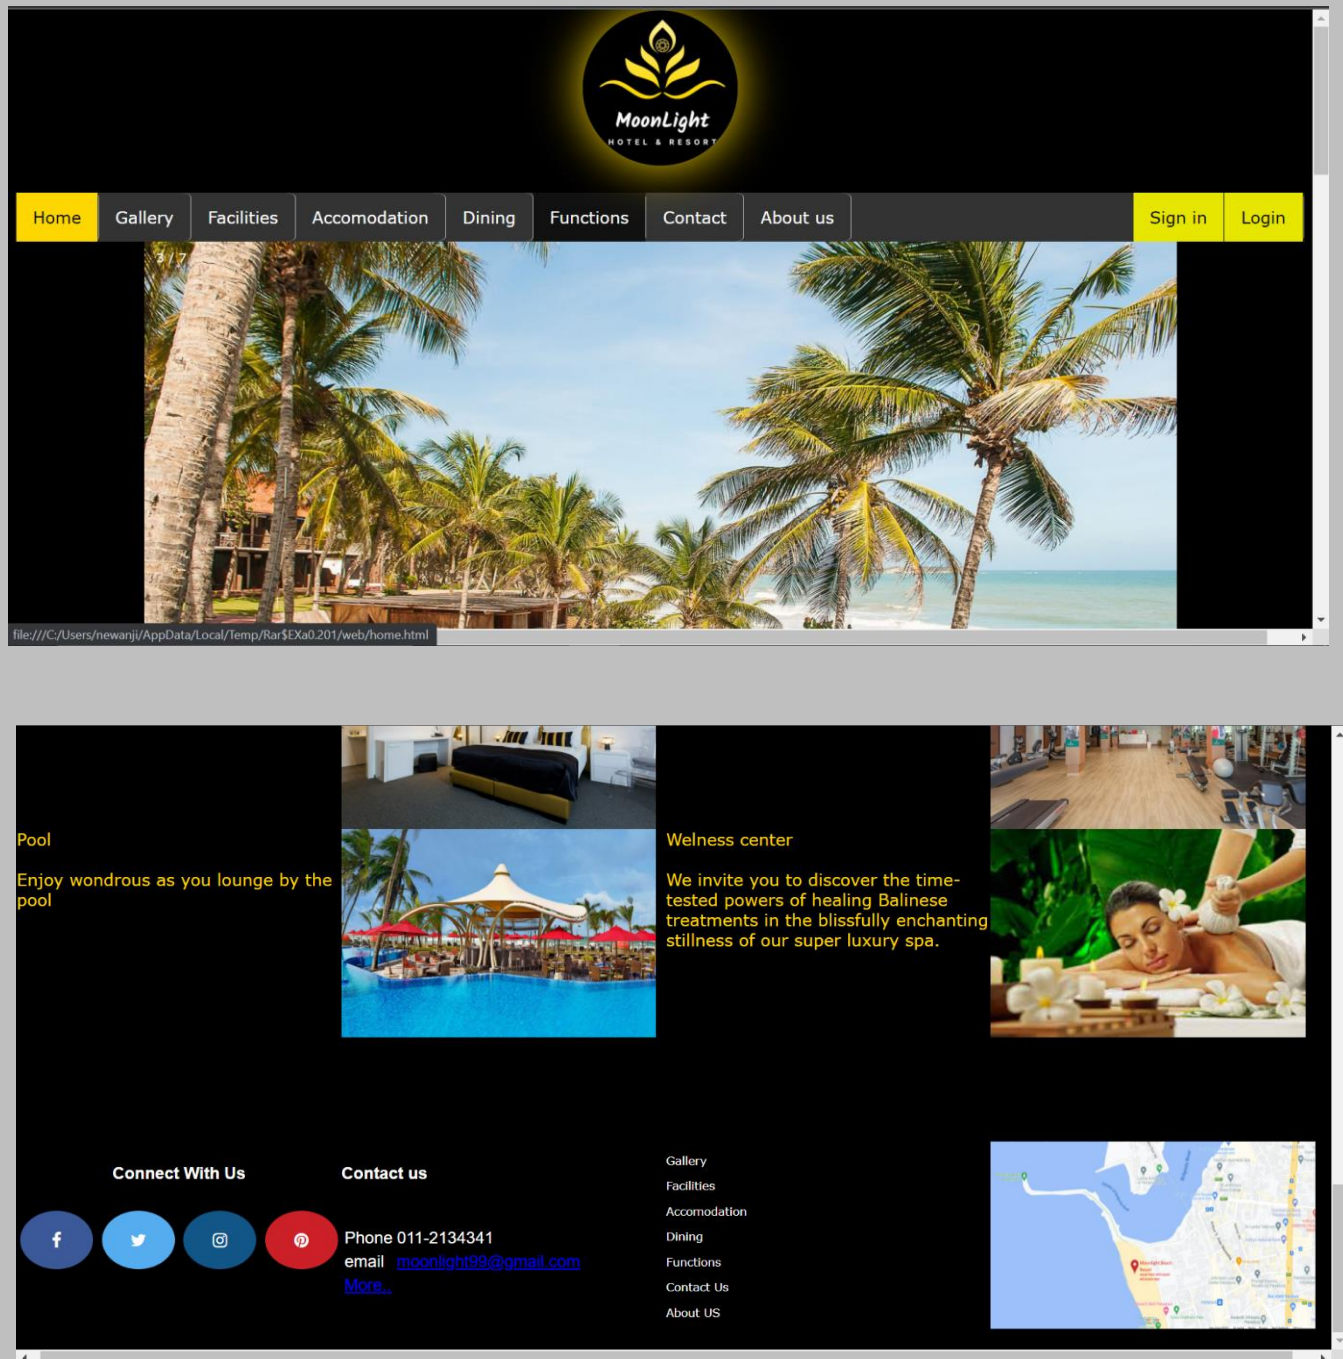 MoonLight
HOTEL & RESORT
Home
Gallery
Facilities
Accomodation
Dining
Functions
Contact
About us
Sign in
Login
3 / 7
file:///C:/Users/newanji/AppData/Local/Temp/Rar$EXa0.201/web/home.html
Pool
Enjoy wondrous as you lounge by the
pool
Welness center
We invite you to discover the time-
tested powers of healing Balinese
treatments in the blissfully enchanting
stillness of our super luxury spa.
Connect With Us
Contact us
Phone 011-2134341
email moonlight99@gmail.com
More..
Gallery
Facilities
Accomodation
Dining
Functions
Contact Us
About US